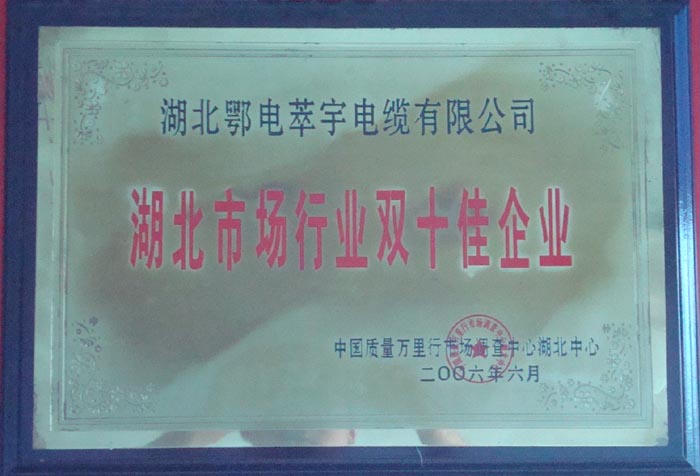 湖北鄂电萃宇电缆有限公司
湖北市场行业双十佳企业
中国质量万里行市场调查中心湖北中心
二〇〇六年六月